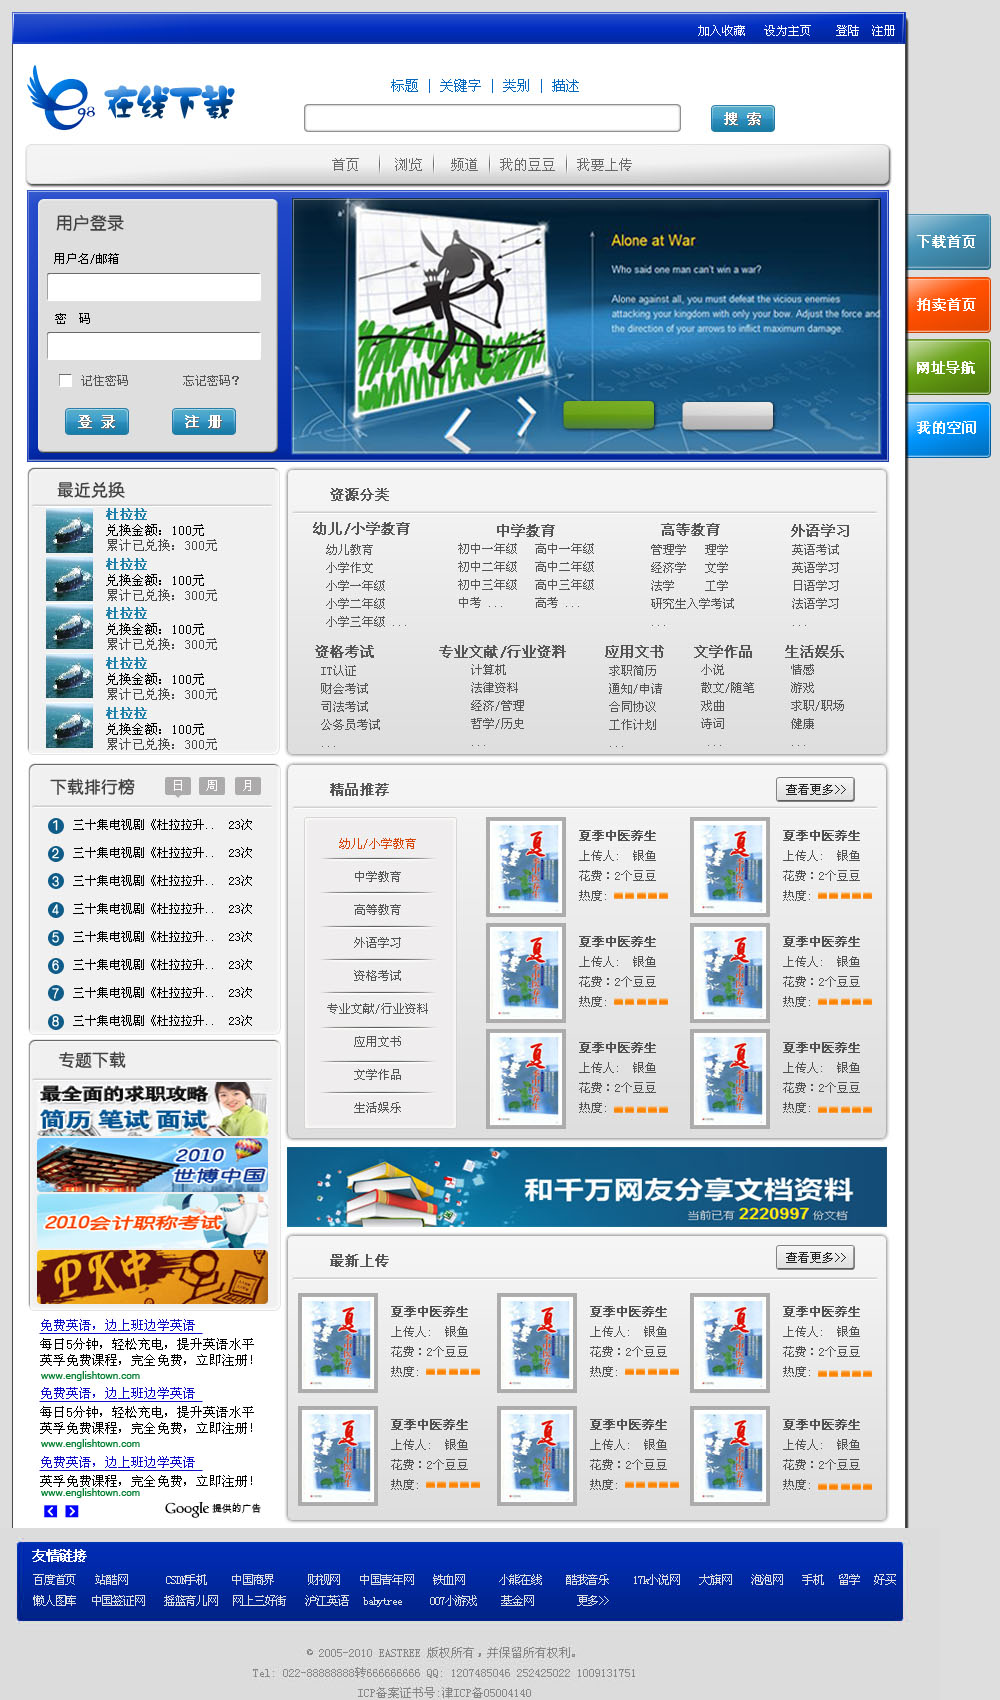 加入收藏 设为主页 登陆 注册
e98 在线下载
标题 | 关键字 | 类别 | 描述
搜 索
首页 浏览 频道 我的豆豆 我要上传
下载首页
拍卖首页
网址导航
我的空间
用户登录
用户名/邮箱
密 码
记住密码 忘记密码?
登 录 注 册
Alone at War
Who said one man can't win a war?
Alone against all, you must defeat the vicious enemies
attacking your kingdom with only your bow. Adjust the force and
the direction of your arrows to inflict maximum damage.
最近兑换
杜拉拉
兑换金额：100元
累计已兑换：300元
杜拉拉
兑换金额：100元
累计已兑换：300元
杜拉拉
兑换金额：100元
累计已兑换：300元
杜拉拉
兑换金额：100元
累计已兑换：300元
杜拉拉
兑换金额：100元
累计已兑换：300元
资源分类
幼儿/小学教育 中学教育 高等教育 外语学习
幼儿教育 初中一年级 高中一年级 管理学 理学 英语考试
小学作文 初中二年级 高中二年级 经济学 文学 英语学习
小学一年级 初中三年级 高中三年级 法学 工学 日语学习
小学二年级 中考 ... 高考 ... 研究生入学考试 法语学习
小学三年级 ... ... ...
资格考试 专业文献/行业资料 应用文书 文学作品 生活娱乐
IT认证 计算机 求职简历 小说 情感
财会考试 法律资料 通知/申请 散文/随笔 游戏
司法考试 经济/管理 合同协议 戏曲 求职/职场
公务员考试 哲学/历史 工作计划 诗词 健康
... ... ... ... ...
下载排行榜 日 周 月
1 三十集电视剧《杜拉拉升.. 23次
2 三十集电视剧《杜拉拉升.. 23次
3 三十集电视剧《杜拉拉升.. 23次
4 三十集电视剧《杜拉拉升.. 23次
5 三十集电视剧《杜拉拉升.. 23次
6 三十集电视剧《杜拉拉升.. 23次
7 三十集电视剧《杜拉拉升.. 23次
8 三十集电视剧《杜拉拉升.. 23次
精品推荐 查看更多>>
幼儿/小学教育
中学教育
高等教育
外语学习
资格考试
专业文献/行业资料
应用文书
文学作品
生活娱乐
夏季中医养生 夏季中医养生
上传人： 银鱼 上传人： 银鱼
花费：2个豆豆 花费：2个豆豆
热度： 热度：
夏季中医养生 夏季中医养生
上传人： 银鱼 上传人： 银鱼
花费：2个豆豆 花费：2个豆豆
热度： 热度：
夏季中医养生 夏季中医养生
上传人： 银鱼 上传人： 银鱼
花费：2个豆豆 花费：2个豆豆
热度： 热度：
专题下载
最全面的求职攻略
简历 笔试 面试
2010
世博中国
2010会计职称考试
PK中
和千万网友分享文档资料
当前已有 2220997 份文档
最新上传 查看更多>>
夏季中医养生 夏季中医养生 夏季中医养生
上传人： 银鱼 上传人： 银鱼 上传人： 银鱼
花费：2个豆豆 花费：2个豆豆 花费：2个豆豆
热度： 热度： 热度：
夏季中医养生 夏季中医养生 夏季中医养生
上传人： 银鱼 上传人： 银鱼 上传人： 银鱼
花费：2个豆豆 花费：2个豆豆 花费：2个豆豆
热度： 热度： 热度：
免费英语，边上班边学英语
每日5分钟，轻松充电，提升英语水平
英孚免费课程，完全免费，立即注册！
www.englishtown.com
免费英语，边上班边学英语
每日5分钟，轻松充电，提升英语水平
英孚免费课程，完全免费，立即注册！
www.englishtown.com
免费英语，边上班边学英语
英孚免费课程，完全免费，立即注册！
www.englishtown.com
Google 提供的广告
友情链接
百度首页 站酷网 CSDN手机 中国商界 财视网 中国青年网 铁血网 小熊在线 酷我音乐 17k小说网 大旗网 泡泡网 手机 留学 好买
懒人图库 中国签证网 摇篮育儿网 网上三好街 沪江英语 babytree 007小游戏 基金网 更多>>
© 2005-2010 EASTREE 版权所有，并保留所有权利。
Tel: 022-88888888转666666666 QQ: 1207485046 252425022 1009131751
ICP备案证书号:津ICP备05004140